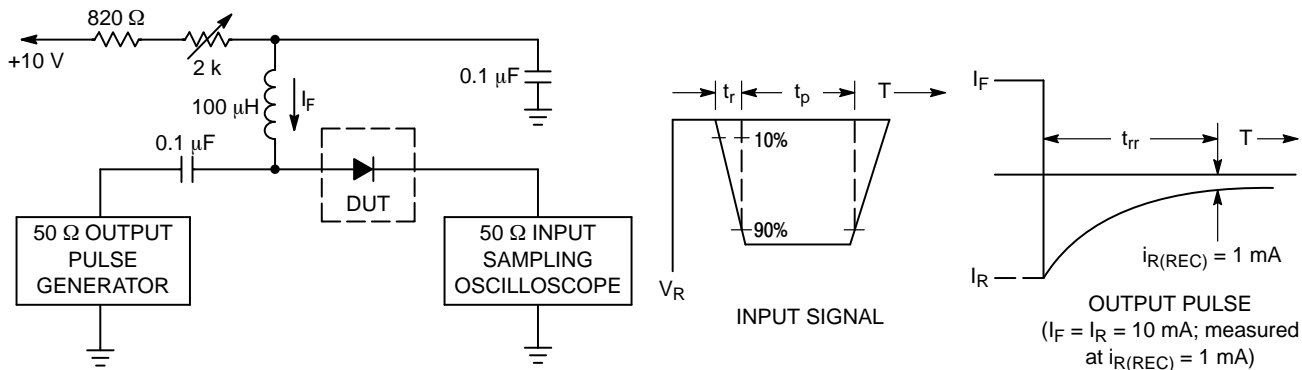 820 Ω
+10 V
2 k
100 μH
I_F
0.1 μF
0.1 μF
DUT
50 Ω OUTPUT
PULSE
GENERATOR
50 Ω INPUT
SAMPLING
OSCILLOSCOPE
t_r
t_p
T
10%
90%
V_R
INPUT SIGNAL
I_F
t_rr
T
I_R
i_R(REC) = 1 mA
OUTPUT PULSE
(I_F = I_R = 10 mA; measured
at i_R(REC) = 1 mA)